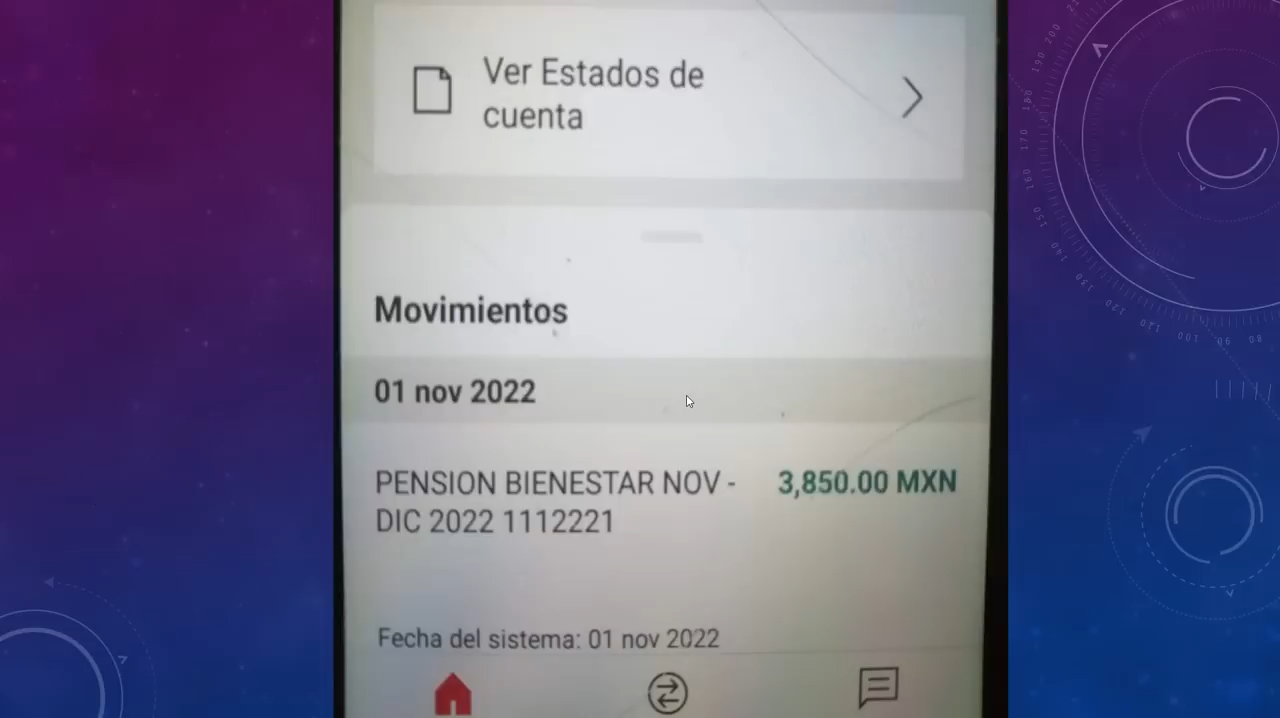 Ver Estados de
cuenta
Movimientos
01 nov 2022
PENSION BIENESTAR NOV -
3,850.00 MXN
DIC 2022 1112221
Fecha del sistema: 01 nov 2022